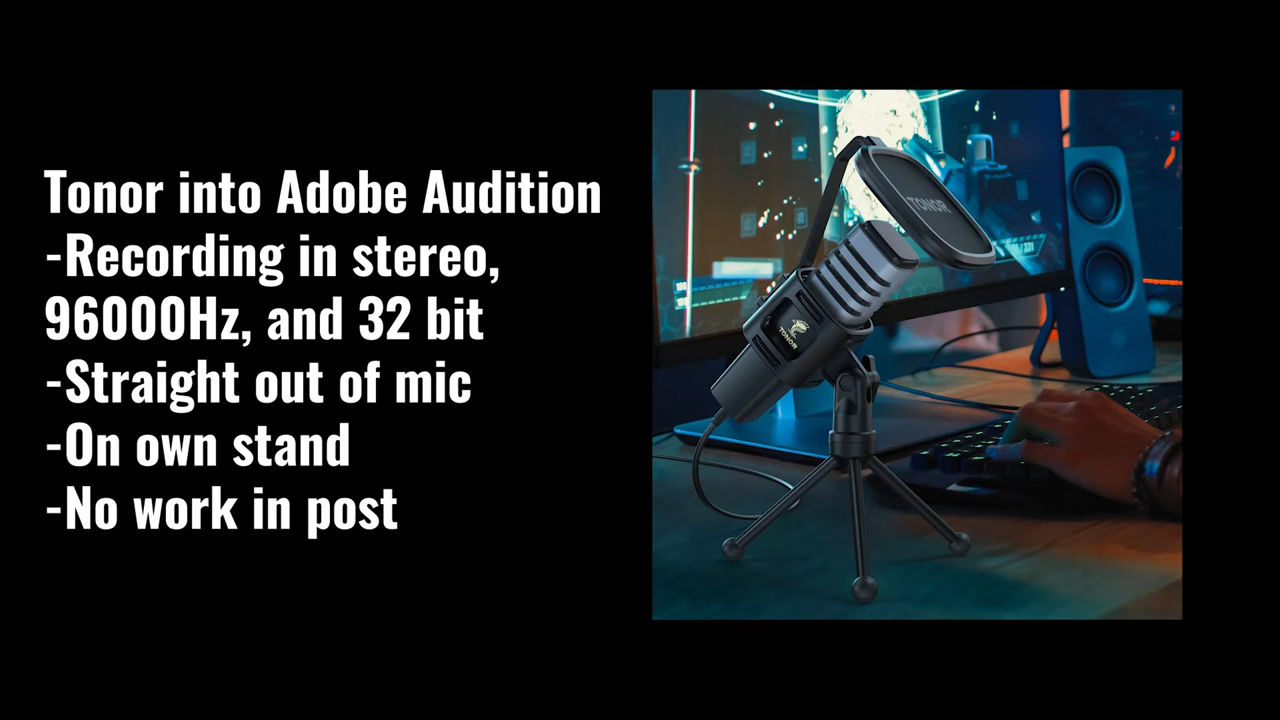 Tonor into Adobe Audition
-Recording in stereo,
96000Hz, and 32 bit
-Straight out of mic
-On own stand
-No work in post
TONOR
TONOR